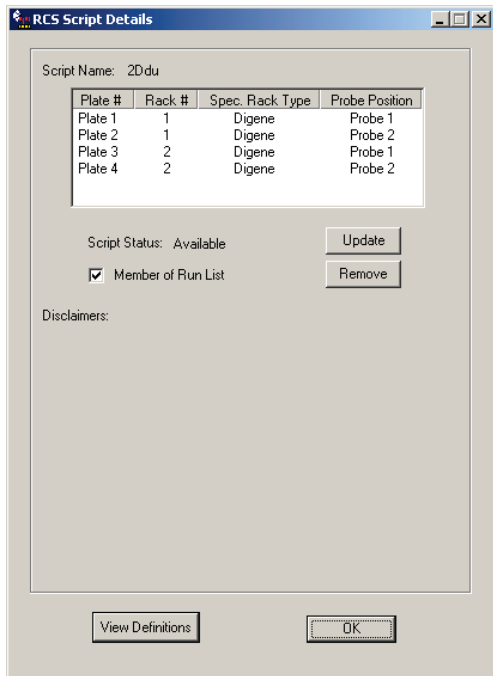 RCS Script Details
Script Name: 2Ddu
Plate # Rack # Spec. Rack Type Probe Position
Plate 1 1 Digene Probe 1
Plate 2 1 Digene Probe 2
Plate 3 2 Digene Probe 1
Plate 4 2 Digene Probe 2
Script Status: Available Update
Member of Run List Remove
Disclaimers:
View Definitions OK